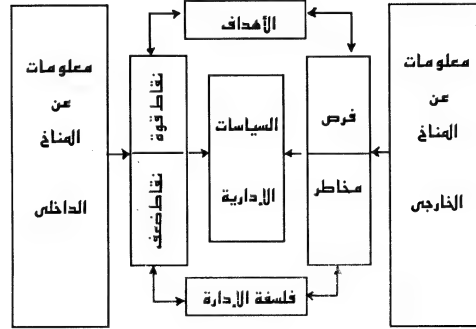 الأهداف
معلومات
عن
المناخ
الخارجى
فرص
مخاطر
السياسات
الإدارية
نقاط قوة
نقاط ضعف
معلومات
عن
المناخ
الداخلى
فلسفة الإدارة